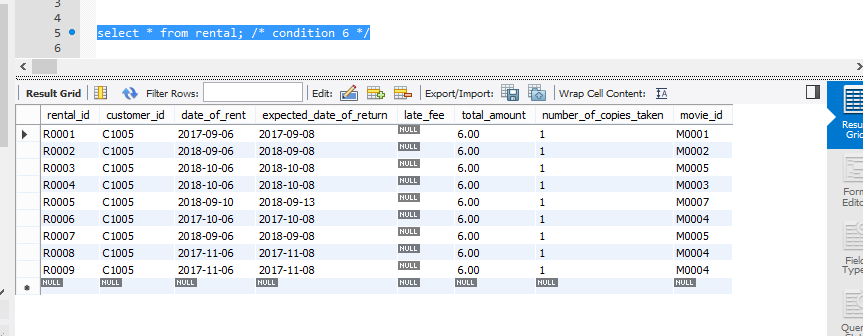 3
4
5 select * from rental; /* condition 6 */
6
Result Grid Filter Rows: Edit: Export/Import: Wrap Cell Content:
rental_id customer_id date_of_rent expected_date_of_return late_fee total_amount number_of_copies_taken movie_id
R0001 C1005 2017-09-06 2017-09-08 NULL 6.00 1 M0001
R0002 C1005 2018-09-06 2018-09-08 NULL 6.00 1 M0002
R0003 C1005 2018-10-06 2018-10-08 NULL 6.00 1 M0005
R0004 C1005 2018-10-06 2018-10-08 NULL 6.00 1 M0003
R0005 C1005 2018-09-10 2018-09-13 NULL 6.00 1 M0007
R0006 C1005 2017-10-06 2017-10-08 NULL 6.00 1 M0004
R0007 C1005 2018-09-06 2018-09-08 NULL 6.00 1 M0005
R0008 C1005 2017-11-06 2017-11-08 NULL 6.00 1 M0004
R0009 C1005 2017-11-06 2017-11-08 NULL 6.00 1 M0004
NULL NULL NULL NULL NULL NULL NULL NULL
Resu
Grid
Form
Editor
Field
Type
Quer